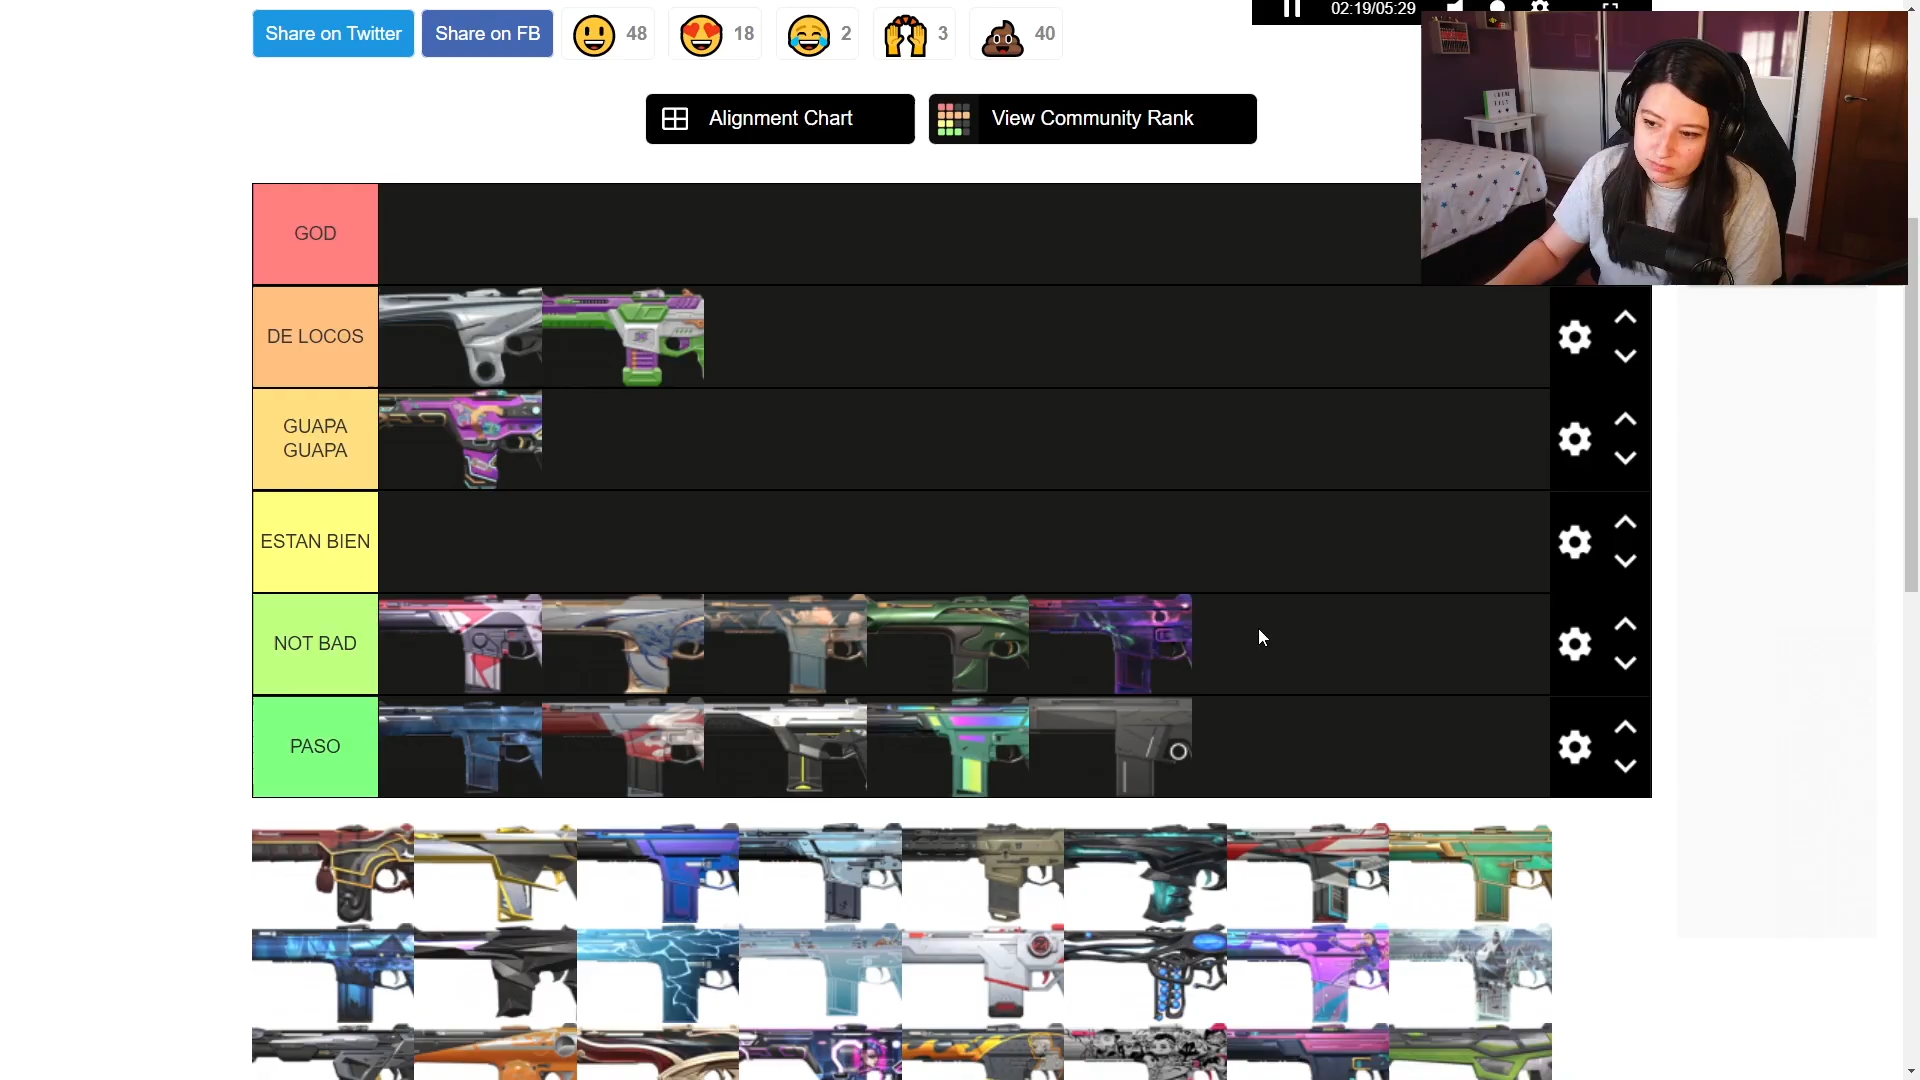 Share on Twitter
Share on FB
48
18
2
3
40
02:19/05:29
Alignment Chart
View Community Rank
GOD
DE LOCOS
GUAPA
GUAPA
ESTAN BIEN
NOT BAD
PASO